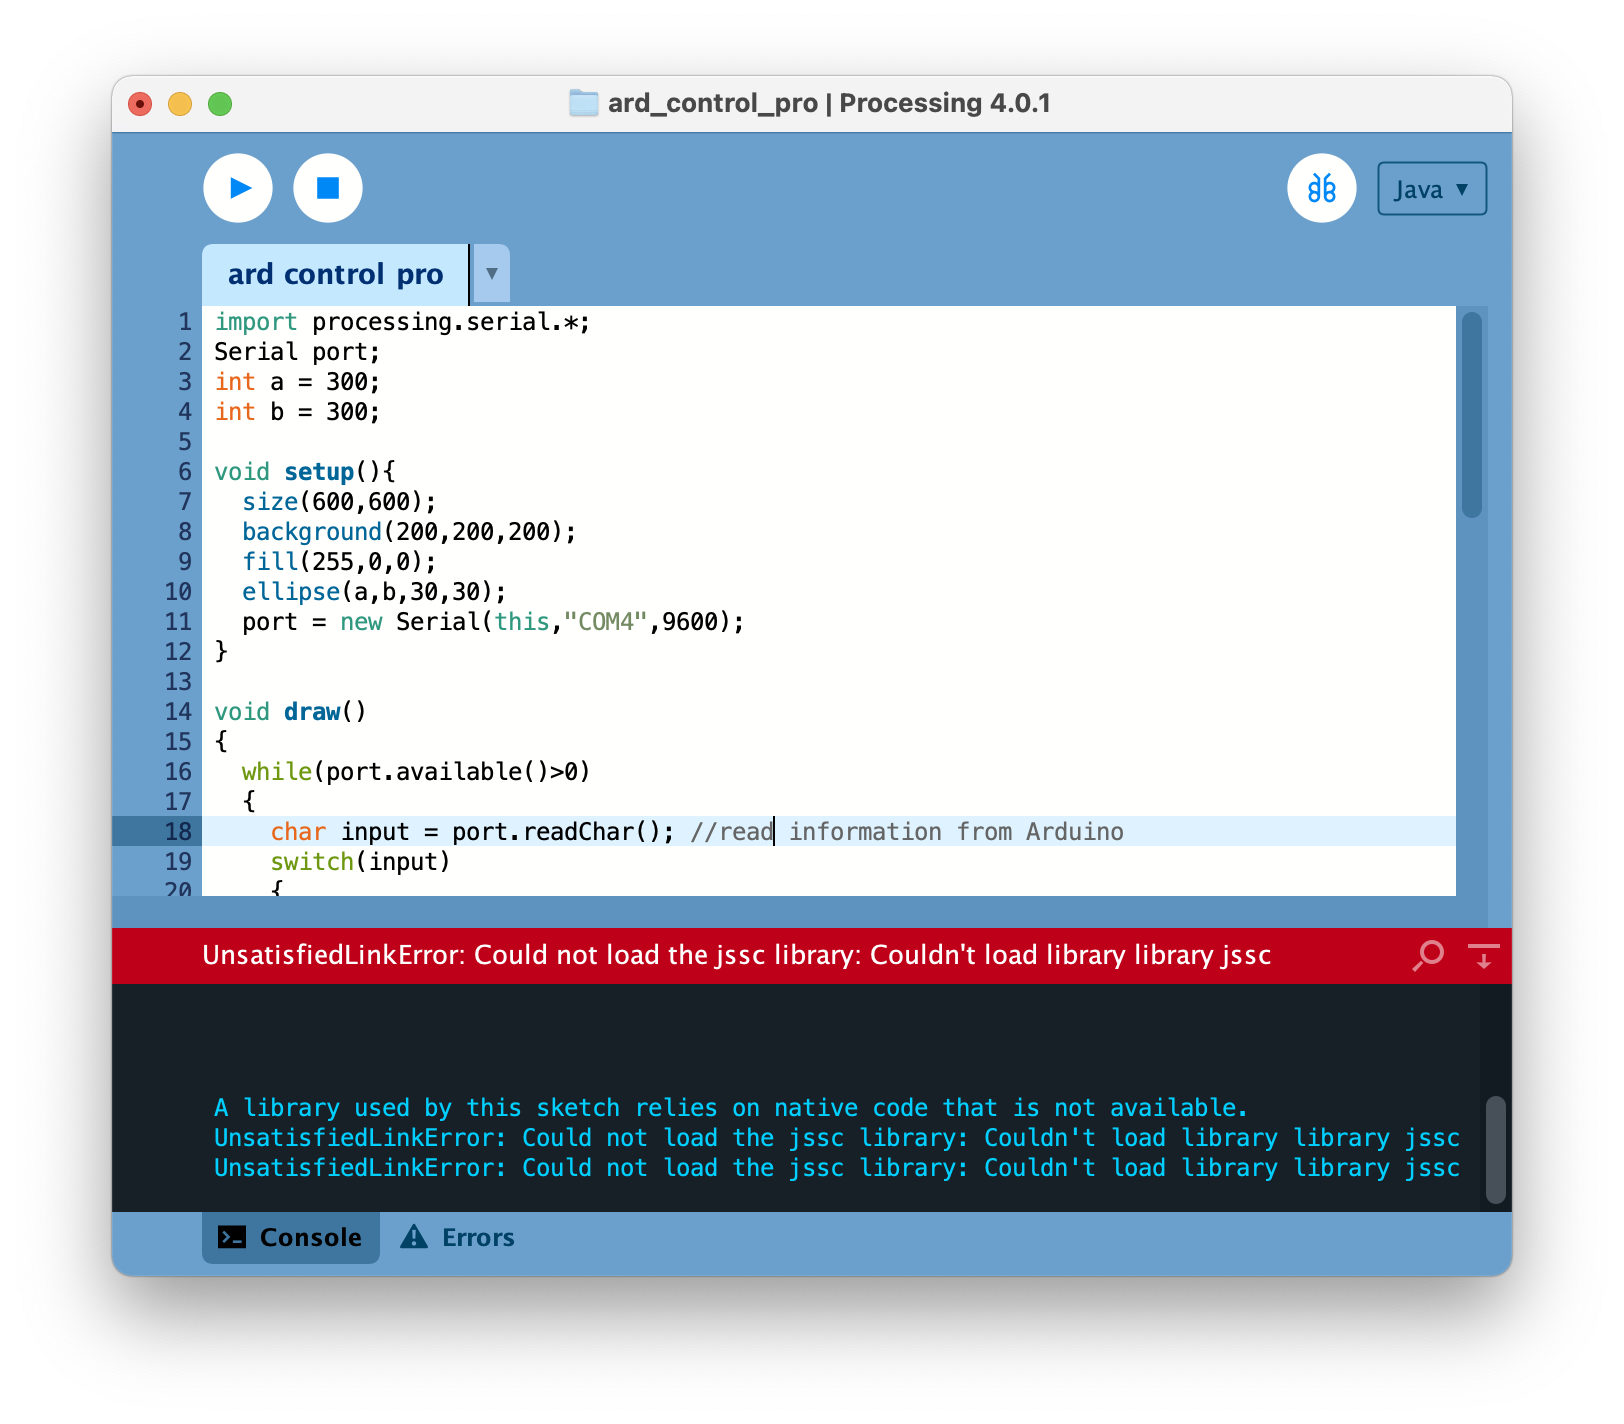 ard_control_pro | Processing 4.0.1
Java ▼
ard control pro ▼
1 import processing.serial.*;
2 Serial port;
3 int a = 300;
4 int b = 300;
5
6 void setup(){
7 size(600,600);
8 background(200,200,200);
9 fill(255,0,0);
10 ellipse(a,b,30,30);
11 port = new Serial(this,"COM4",9600);
12 }
13
14 void draw()
15 {
16 while(port.available()>0)
17 {
18 char input = port.readChar(); //read information from Arduino
19 switch(input)
20 {
UnsatisfiedLinkError: Could not load the jssc library: Couldn't load library library jssc
A library used by this sketch relies on native code that is not available.
UnsatisfiedLinkError: Could not load the jssc library: Couldn't load library library jssc
UnsatisfiedLinkError: Could not load the jssc library: Couldn't load library library jssc
Console Errors